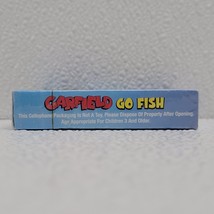 GARFIELD GO FISH
This Cellophane Packaging Is Not A Toy. Please Dispose Of Properly After Opening.
Not Appropriate For Children 3 And Older.